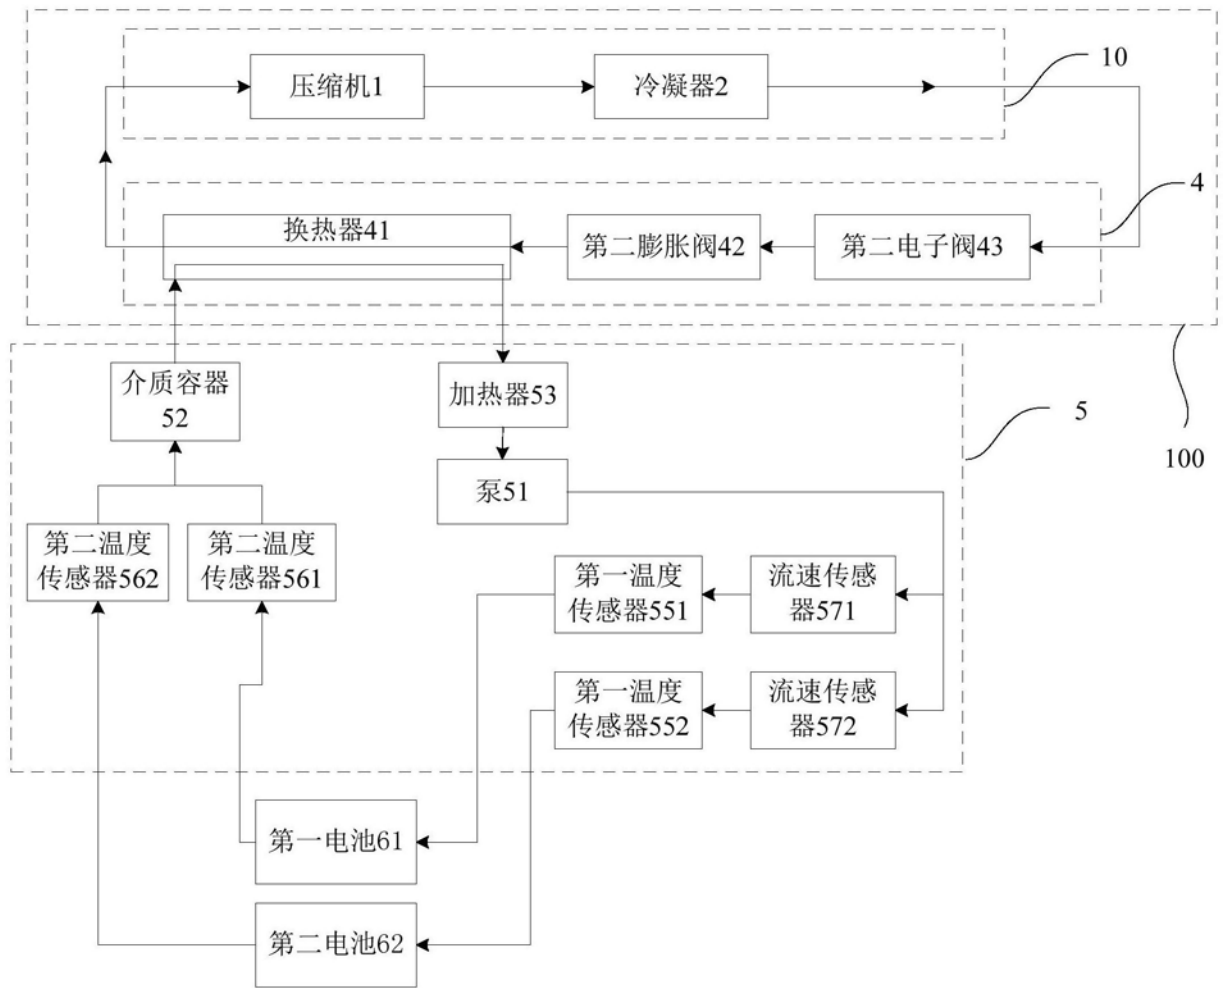 压缩机1
冷凝器2
10
4
换热器41
第二膨胀阀42
第二电子阀43
介质容器
52
加热器53
5
100
泵51
第二温度
传感器562
第二温度
传感器561
第一温度
传感器551
流速传感
器571
第一温度
传感器552
流速传感
器572
第一电池61
第二电池62